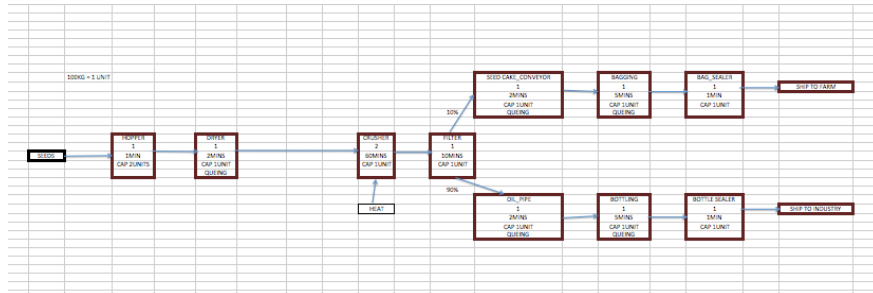 100KG = 1 UNIT
SEEDS
HOPPER
1
1MIN
CAP 2UNITS
DRYER
1
2MINS
CAP 1UNIT
QUEING
CRUSHER
2
60MINS
CAP 1UNIT
HEAT
FILTER
1
10MINS
CAP 1UNIT
10%
90%
SEED CAKE_CONVEYOR
1
2MINS
CAP 1UNIT
QUEING
BAGGING
1
5MINS
CAP 1UNIT
QUEING
BAG_SEALER
1
1MIN
CAP 1UNIT
SHIP TO FARM
OIL_PIPE
1
2MINS
CAP 1UNIT
QUEING
BOTTLING
1
5MINS
CAP 1UNIT
QUEING
BOTTLE SEALER
1
1MIN
CAP 1UNIT
SHIP TO INDUSTRY